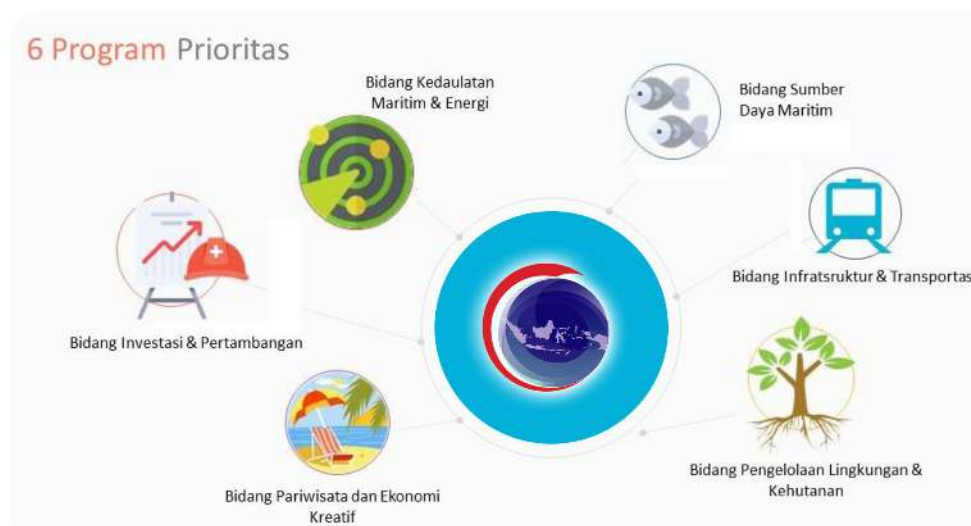 6 Program Prioritas
Bidang Kedaulatan
Maritim & Energi
Bidang Sumber
Daya Maritim
Bidang Infratsruktur & Transportas
Bidang Investasi & Pertambangan
Bidang Pengelolaan Lingkungan &
Kehutanan
Bidang Pariwisata dan Ekonomi
Kreatif